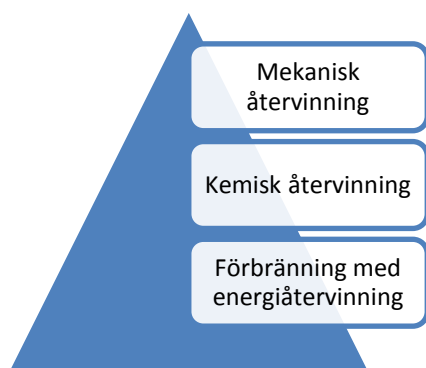 Mekanisk
återvinning
Kemisk återvinning
Förbränning med
energiåtervinning